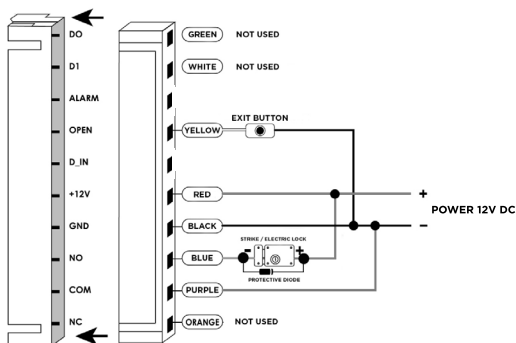 DO
GREEN NOT USED
D1
WHITE NOT USED
ALARM
EXIT BUTTON
OPEN
YELLOW
D_IN
+12V
RED
+
POWER 12V DC
GND
BLACK
–
STRIKE / ELECTRIC LOCK
NO
BLUE
- +
PROTECTIVE DIODE
COM
PURPLE
NC
ORANGE NOT USED